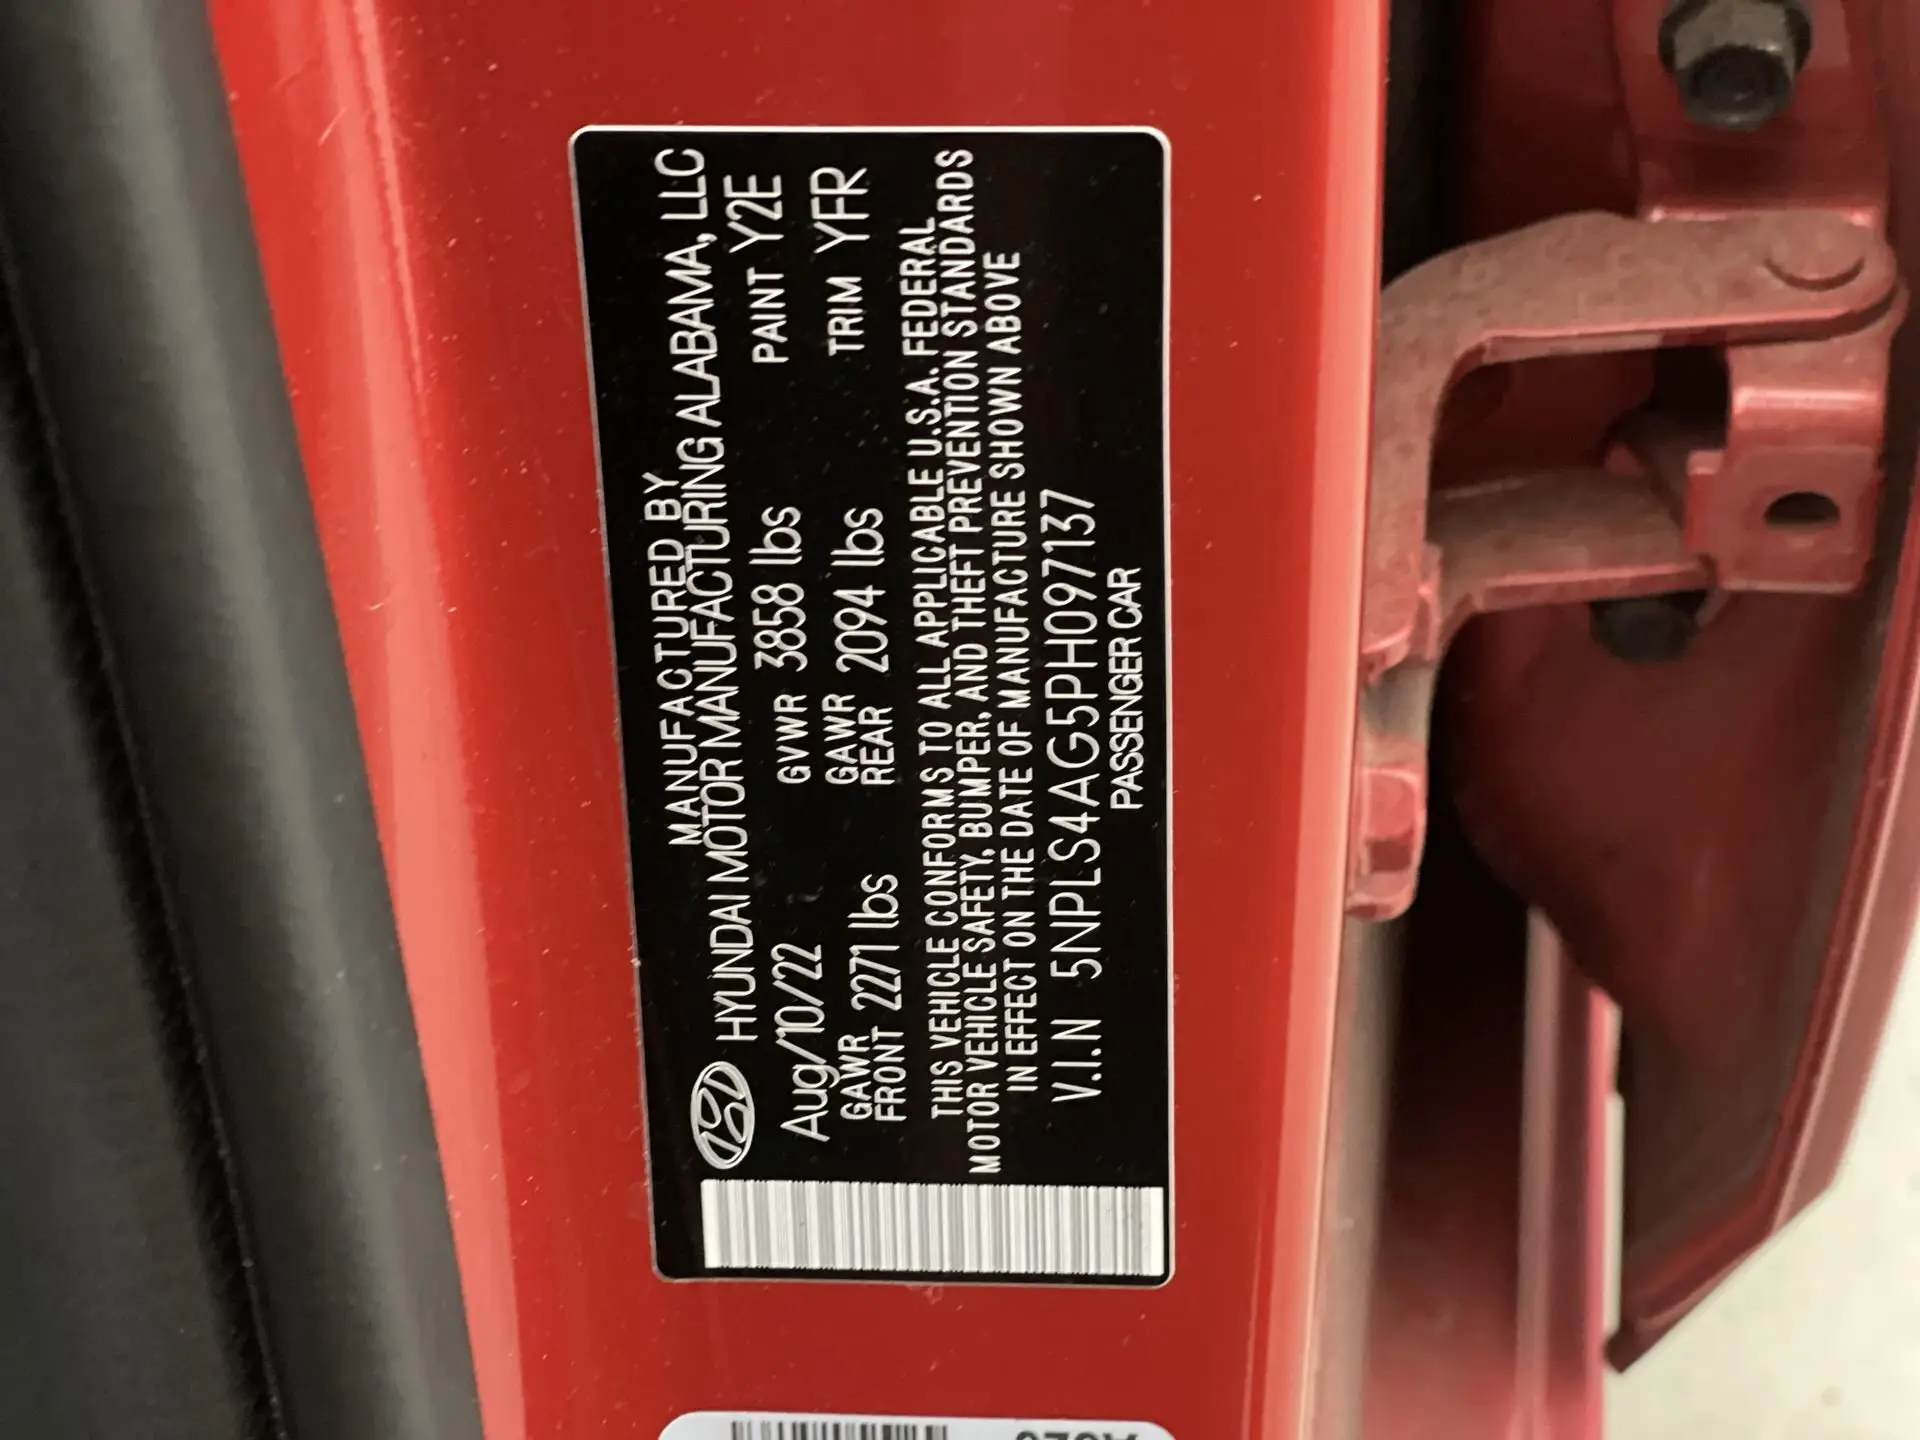 MANUFACTURED BY
HYUNDAI MOTOR MANUFACTURING ALABAMA, LLC
Aug/10/22 GVWR 3858 lbs PAINT Y2E
GAWR FRONT 2271 lbs GAWR REAR 2094 lbs TRIM YFR
THIS VEHICLE CONFORMS TO ALL APPLICABLE U.S.A. FEDERAL
MOTOR VEHICLE SAFETY, BUMPER, AND THEFT PREVENTION STANDARDS
IN EFFECT ON THE DATE OF MANUFACTURE SHOWN ABOVE
V.I.N 5NPLS4AG5PH097137
PASSENGER CAR